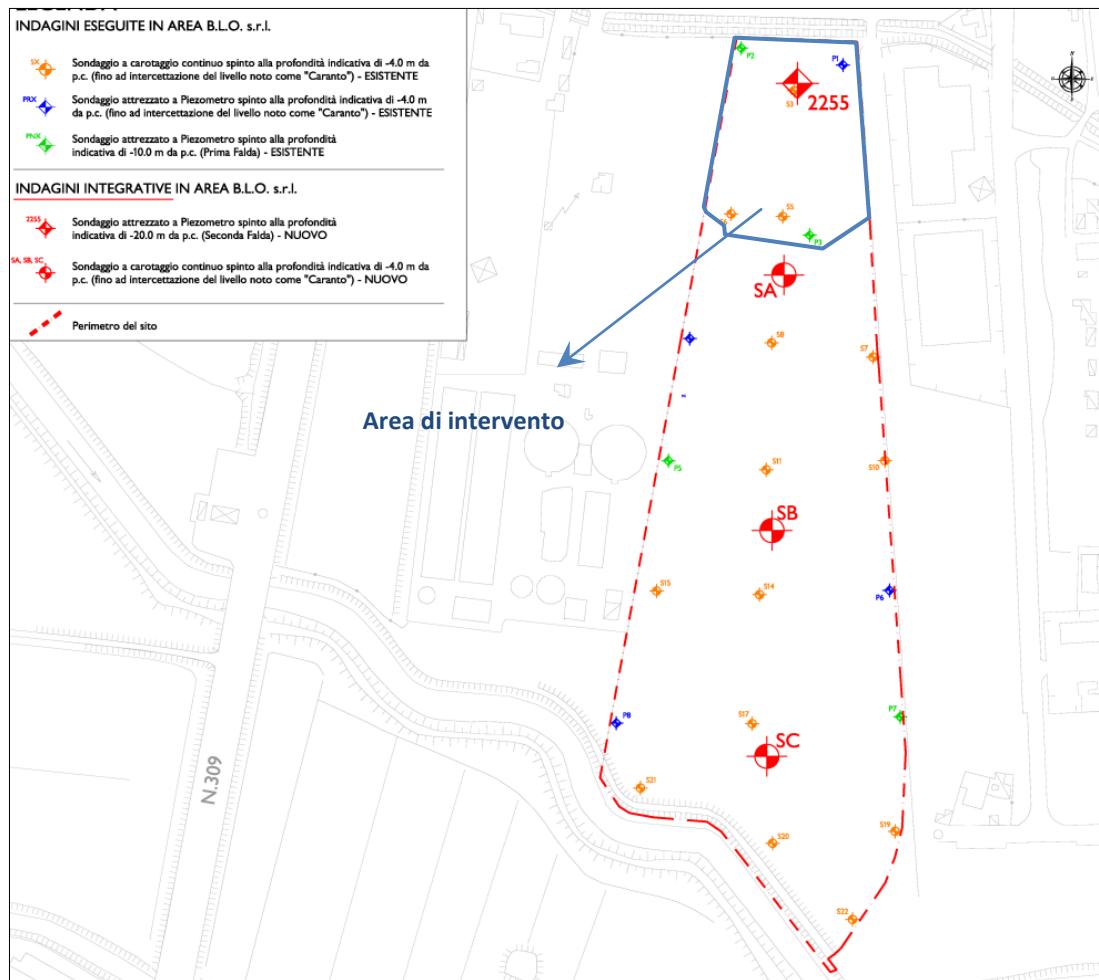 INDAGINI ESEGUITE IN AREA B.L.O. s.r.l.
SX
Sondaggio a carotaggio continuo spinto alla profondità indicativa di -4.0 m da
p.c. (fino ad intercettazione del livello noto come "Caranto") - ESISTENTE
PRX
Sondaggio attrezzato a Piezometro spinto alla profondità indicativa di -4.0 m
da p.c. (fino ad intercettazione del livello noto come "Caranto") - ESISTENTE
PNX
Sondaggio attrezzato a Piezometro spinto alla profondità
indicativa di -10.0 m da p.c. (Prima Falda) - ESISTENTE
INDAGINI INTEGRATIVE IN AREA B.L.O. s.r.l.
2255
Sondaggio attrezzato a Piezometro spinto alla profondità
indicativa di -20.0 m da p.c. (Seconda Falda) - NUOVO
SA, SB, SC
Sondaggio a carotaggio continuo spinto alla profondità indicativa di -4.0 m da
p.c. (fino ad intercettazione del livello noto come "Caranto") - NUOVO
Perimetro del sito
P2
P1
S3
2255
S5
P3
SA
S8
S7
Area di intervento
P5
S11
S10
SB
S15
S14
P6
P8
S17
P7
SC
N.309
S21
S20
S19
S22